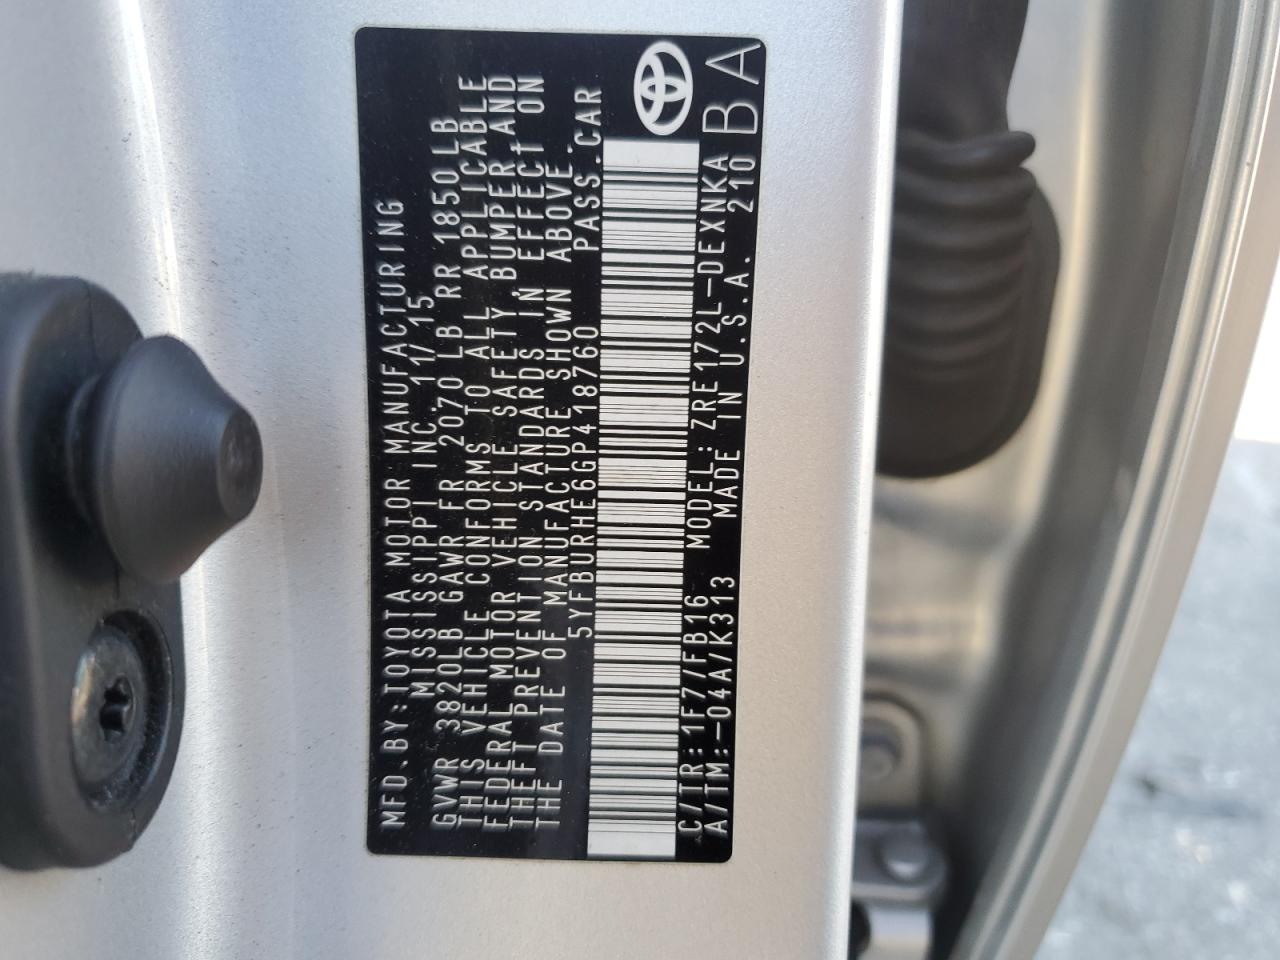 MFD.BY:TOYOTA MOTOR MANUFACTURING
MISSISSIPPI INC. 11/15
GVWR 3820LB GAWR FR 2070 LB RR 1850LB
THIS VEHICLE CONFORMS TO ALL APPLICABLE
FEDERAL MOTOR VEHICLE SAFETY, BUMPER, AND
THEFT PREVENTION STANDARDS IN EFFECT ON
THE DATE OF MANUFACTURE SHOWN ABOVE.
5YFBURHE6GP418760 PASS.CAR
C/TR:1F7/FB16 MODEL:ZRE172L-DEXNKA
A/TM:-04A/K313 MADE IN U.S.A. 210 BA